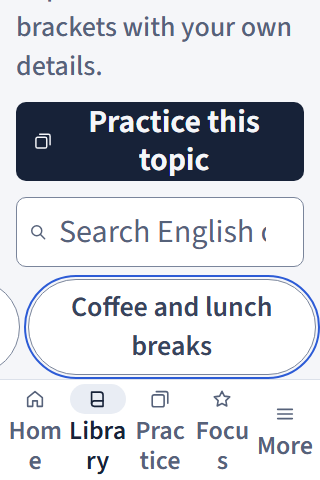 brackets with your own
details.
Practice this
topic
Search English
Coffee and lunch
breaks
Hom
e
Libra
ry
Prac
tice
Focu
s
More